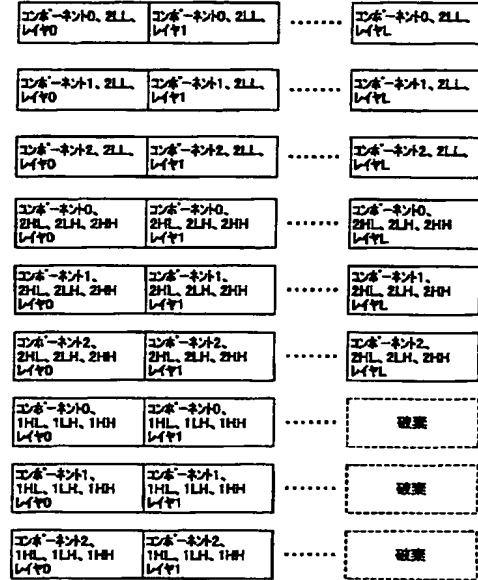 コンポーネント0、2LL、 コンポーネント0、2LL、 コンポーネント0、2LL、
レイヤ0 レイヤ1 ‥‥‥ レイヤL
コンポーネント1、2LL、 コンポーネント1、2LL、 コンポーネント1、2LL、
レイヤ0 レイヤ1 ‥‥‥ レイヤL
コンポーネント2、2LL、 コンポーネント2、2LL、 コンポーネント2、2LL、
レイヤ0 レイヤ1 ‥‥‥ レイヤL
コンポーネント0、 コンポーネント0、 コンポーネント0、
2HL、2LH、2HH 2HL、2LH、2HH ‥‥‥ 2HL、2LH、2HH
レイヤ0 レイヤ1 レイヤL
コンポーネント1、 コンポーネント1、 コンポーネント1、
2HL、2LH、2HH 2HL、2LH、2HH ‥‥‥ 2HL、2LH、2HH
レイヤ0 レイヤ1 レイヤL
コンポーネント2、 コンポーネント2、 コンポーネント2、
2HL、2LH、2HH 2HL、2LH、2HH ‥‥‥ 2HL、2LH、2HH
レイヤ0 レイヤ1 レイヤL
コンポーネント0、 コンポーネント0、
1HL、1LH、1HH 1HL、1LH、1HH ‥‥‥ 破棄
レイヤ0 レイヤ1
コンポーネント1、 コンポーネント1、
1HL、1LH、1HH 1HL、1LH、1HH ‥‥‥ 破棄
レイヤ0 レイヤ1
コンポーネント2、 コンポーネント2、
1HL、1LH、1HH 1HL、1LH、1HH ‥‥‥ 破棄
レイヤ0 レイヤ1